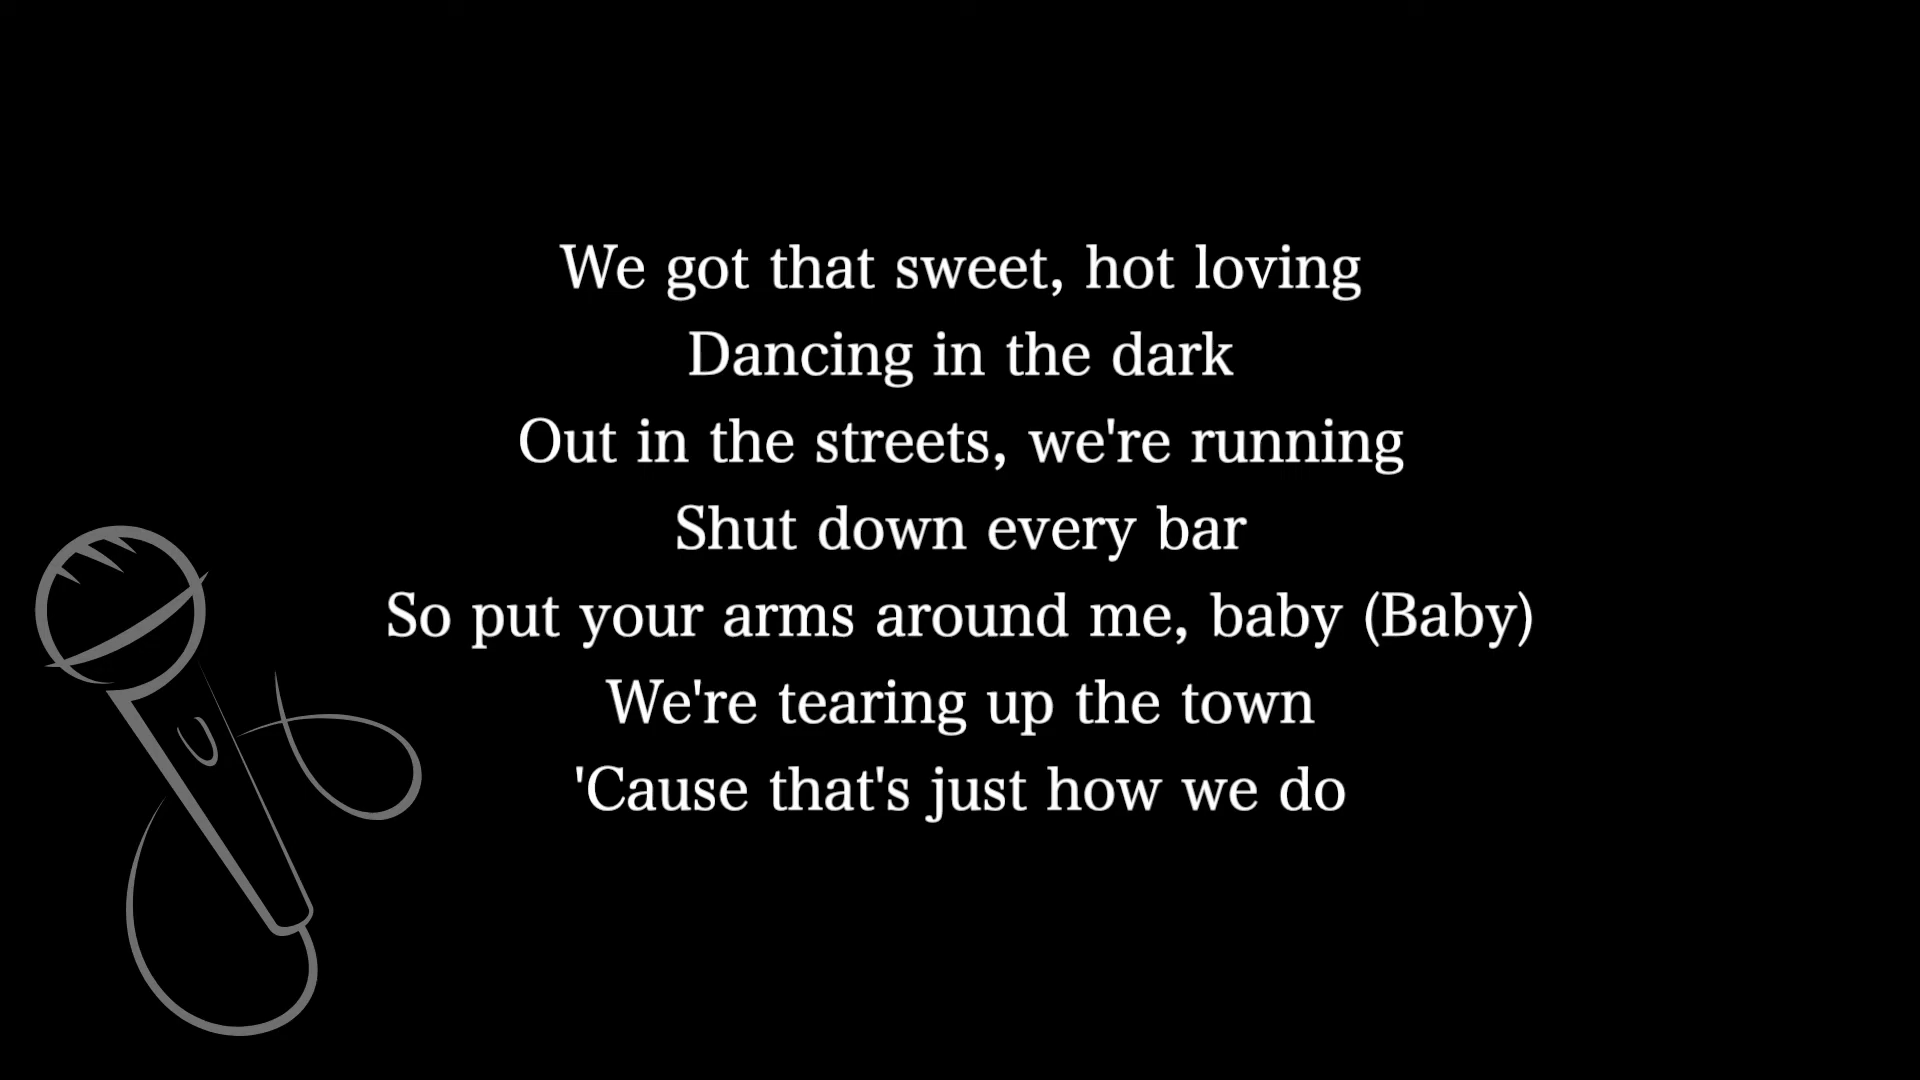 We got that sweet, hot loving
Dancing in the dark
Out in the streets, we're running
Shut down every bar
So put your arms around me, baby (Baby)
We're tearing up the town
'Cause that's just how we do